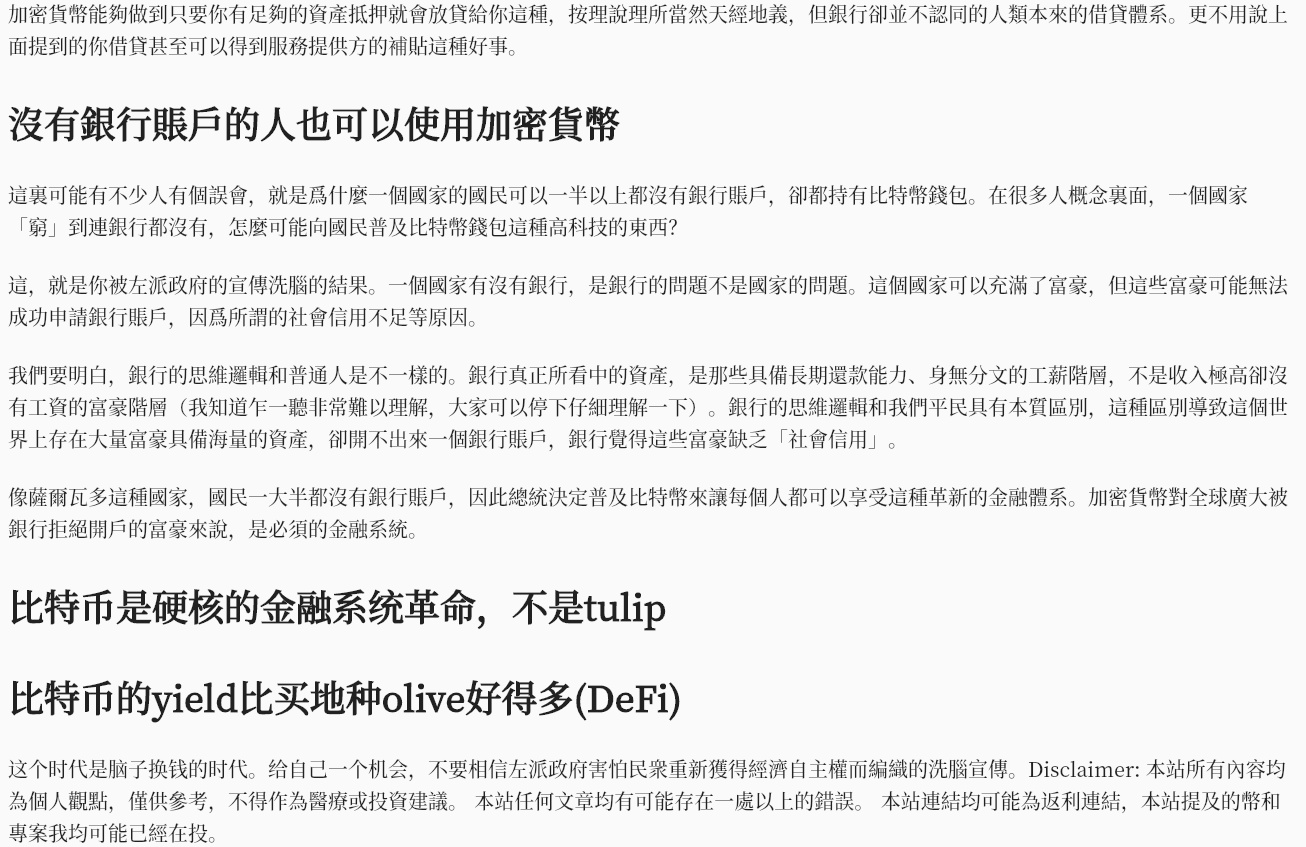 加密貨幣能夠做到只要你有足夠的資產抵押就會放貸給你這種，按理說理所當然天經地義，但銀行卻並不認同的人類本來的借貸體系。更不用說上
面提到的你借貸甚至可以得到服務提供方的補貼這種好事。
沒有銀行賬戶的人也可以使用加密貨幣
這裏可能有不少人有個誤會，就是爲什麼一個國家的國民可以一半以上都沒有銀行賬戶，卻都持有比特幣錢包。在很多人概念裏面，一個國家
「窮」到連銀行都沒有，怎麼可能向國民普及比特幣錢包這種高科技的東西？
這，就是你被左派政府的宣傳洗腦的結果。一個國家有沒有銀行，是銀行的問題不是國家的問題。這個國家可以充滿了富豪，但這些富豪可能無法
成功申請銀行賬戶，因爲所謂的社會信用不足等原因。
我們要明白，銀行的思維邏輯和普通人是不一樣的。銀行真正所看中的資產，是那些具備長期還款能力、身無分文的工薪階層，不是收入極高卻沒
有工資的富豪階層（我知道乍一聽非常難以理解，大家可以停下仔細理解一下）。銀行的思維邏輯和我們平民具有本質區別，這種區別導致這個世
界上存在大量富豪具備海量的資產，卻開不出來一個銀行賬戶，銀行覺得這些富豪缺乏「社會信用」。
像薩爾瓦多這種國家，國民一大半都沒有銀行賬戶，因此總統決定普及比特幣來讓每個人都可以享受這種革新的金融體系。加密貨幣對全球廣大被
銀行拒絕開戶的富豪來說，是必須的金融系統。
比特币是硬核的金融系统革命，不是tulip
比特币的yield比买地种olive好得多(DeFi)
这个时代是脑子换钱的时代。给自己一个机会，不要相信左派政府害怕民衆重新獲得經濟自主權而編織的洗腦宣傳。Disclaimer: 本站所有內容均
為個人觀點，僅供參考，不得作為醫療或投資建議。 本站任何文章均有可能存在一處以上的錯誤。 本站連結均可能為返利連結，本站提及的幣和
專案我均可能已經在投。